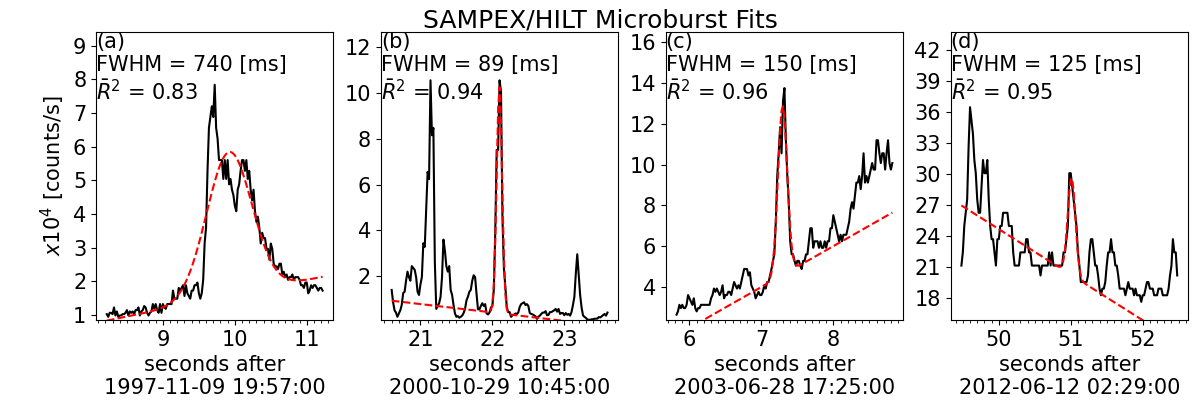 SAMPEX/HILT Microburst Fits
x10⁴ [counts/s]
(a)
FWHM = 740 [ms]
R̄² = 0.83
9
8
7
6
5
4
3
2
1
9 10 11
seconds after
1997-11-09 19:57:00
(b)
FWHM = 89 [ms]
R̄² = 0.94
12
10
8
6
4
2
21 22 23
seconds after
2000-10-29 10:45:00
(c)
FWHM = 150 [ms]
R̄² = 0.96
16
14
12
10
8
6
4
6 7 8
seconds after
2003-06-28 17:25:00
(d)
FWHM = 125 [ms]
R̄² = 0.95
42
39
36
33
30
27
24
21
18
50 51 52
seconds after
2012-06-12 02:29:00